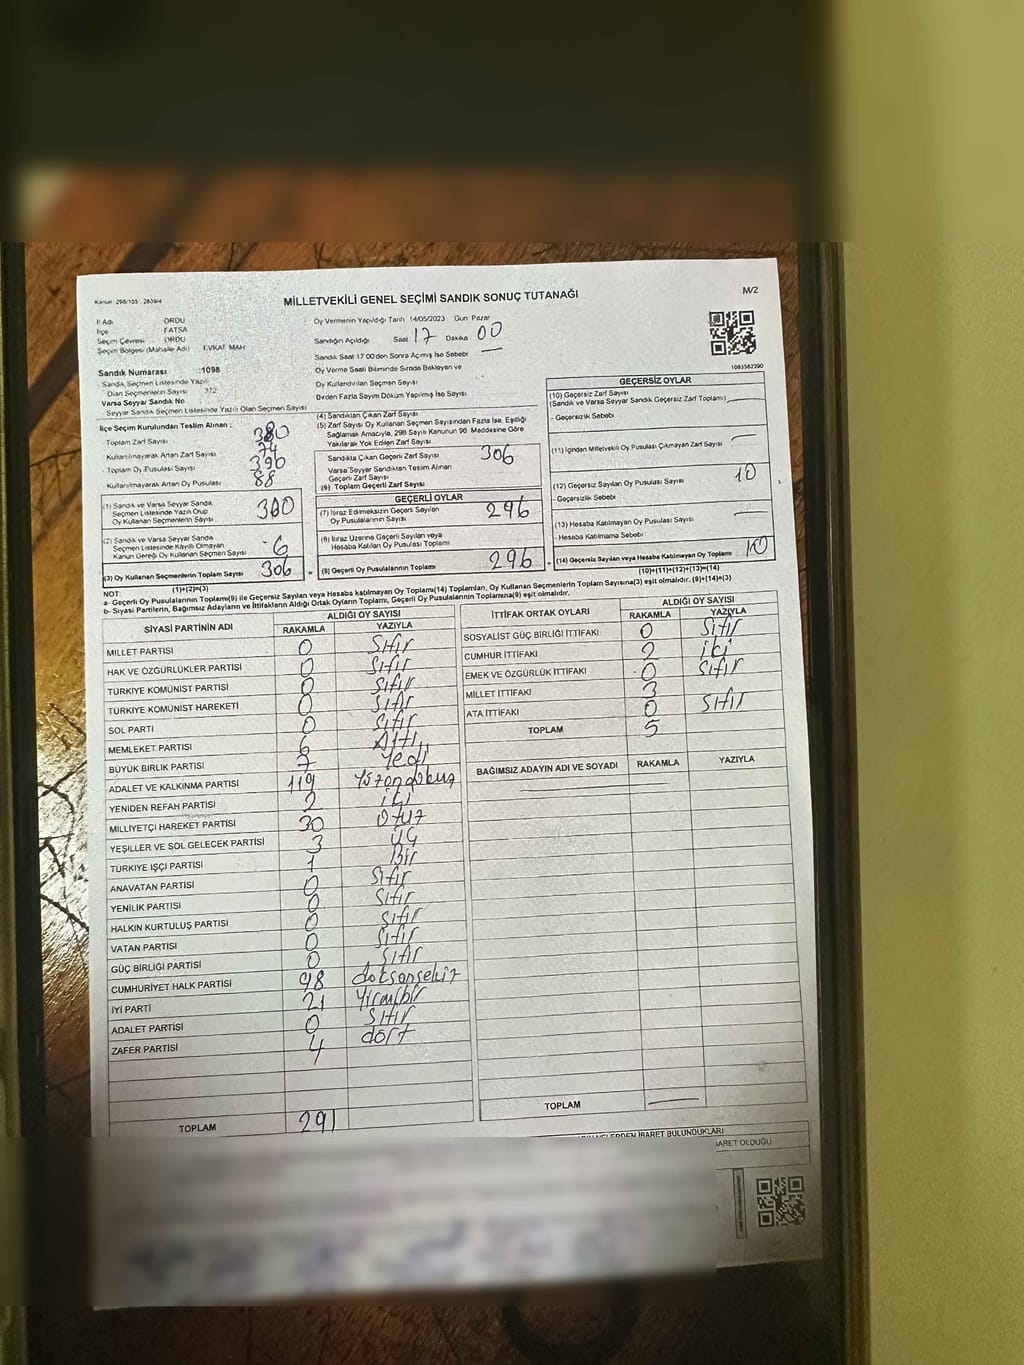 Kanun: 298/105 - 2839/4
MİLLETVEKİLİ GENEL SEÇİMİ SANDIK SONUÇ TUTANAĞI
M/2
İl Adı ORDU
İlçe FATSA
Seçim Çevresi ORDU
Seçim Bölgesi (Mahalle Adı) EVKAF MAH
Sandık Numarası :1098
- Sandık Seçmen Listesinde Yazılı
Olan Seçmenlerin Sayısı 372
Varsa Seyyar Sandık No
- Seyyar Sandık Seçmen Listesinde Yazılı Olan Seçmen Sayısı
Oy Vermenin Yapıldığı Tarih 14/05/2023 Gün Pazar
Sandığın Açıldığı Saat 17 Dakika 00
Sandık Saat 17 00'den Sonra Açılmış İse Sebebi
Oy Verme Saati Bitiminde Sırada Bekleyen ve
Oy Kullandırılan Seçmen Sayısı
Birden Fazla Sayım Döküm Yapılmış İse Sayısı
1083582390
İlçe Seçim Kurulundan Teslim Alınan :
Toplam Zarf Sayısı 380
Kullanılmayarak Artan Zarf Sayısı 74
- Toplam Oy Pusulası Sayısı 390
- Kullanılmayarak Artan Oy Pusulası 88
(1) Sandık ve Varsa Seyyar Sandık
Seçmen Listesinde Yazılı Olup
Oy Kullanan Seçmenlerin Sayısı 300
(2) Sandık ve Varsa Seyyar Sandık
Seçmen Listesinde Kayıtlı Olmayan
Kanun Gereği Oy Kullanan Seçmen Sayısı 6
(3) Oy Kullanan Seçmenlerin Toplam Sayısı 306
(1)+(2)=(3)
(4) Sandıktan Çıkan Zarf Sayısı
(5) Zarf Sayısı Oy Kullanan Seçmen Sayısından Fazla İse, Eşitliği
Sağlamak Amacıyla, 298 Sayılı Kanunun 98. Maddesine Göre
Yakılarak Yok Edilen Zarf Sayısı
Sandıkta Çıkan Geçerli Zarf Sayısı 306
Varsa Seyyar Sandıktan Teslim Alınan
Geçerli Zarf Sayısı
(6) Toplam Geçerli Zarf Sayısı
GEÇERLİ OYLAR
(7) İtiraz Edilmeksizin Geçerli Sayılan
Oy Pusulalarının Sayısı 296
(8) İtiraz Üzerine Geçerli Sayılan veya
Hesaba Katılan Oy Pusulası Toplamı
(9) Geçerli Oy Pusulalarının Toplamı 296
GEÇERSİZ OYLAR
(10) Geçersiz Zarf Sayısı
(Sandık ve Varsa Seyyar Sandık Geçersiz Zarf Toplamı)
- Geçersizlik Sebebi
(11) İçinden Milletvekili Oy Pusulası Çıkmayan Zarf Sayısı
(12) Geçersiz Sayılan Oy Pusulası Sayısı 10
- Geçersizlik Sebebi
(13) Hesaba Katılmayan Oy Pusulası Sayısı
- Hesaba Katılmama Sebebi
(14) Geçersiz Sayılan veya Hesaba Katılmayan Oy Toplamı 10
(10)+(11)+(12)+(13)=(14)
NOT:
a- Geçerli Oy Pusulalarının Toplamı(9) ile Geçersiz Sayılan veya hesaba katılmayan Oy Toplamı(14) Toplamları, Oy Kullanan Seçmenlerin Toplam Sayısına(3) eşit olmalıdır. (9)+(14)=(3)
b- Siyasi Partilerin, Bağımsız Adayların ve İttifakların Aldığı Ortak Oyların Toplamı, Geçerli Oy Pusulalarının Toplamına(9) eşit olmalıdır.
SİYASİ PARTİNİN ADI ALDIĞI OY SAYISI
RAKAMLA YAZIYLA
MİLLET PARTİSİ 0 Sıfır
HAK VE ÖZGÜRLÜKLER PARTİSİ 0 Sıfır
TÜRKİYE KOMÜNİST PARTİSİ 0 Sıfır
TÜRKİYE KOMÜNİST HAREKETİ 0 Sıfır
SOL PARTİ 0 Sıfır
MEMLEKET PARTİSİ 6 Altı
BÜYÜK BİRLİK PARTİSİ 7 Yedi
ADALET VE KALKINMA PARTİSİ 119 Yüzondokuz
YENİDEN REFAH PARTİSİ 2 iki
MİLLİYETÇİ HAREKET PARTİSİ 30 Otuz
YEŞİLLER VE SOL GELECEK PARTİSİ 3 Üç
TÜRKİYE İŞÇİ PARTİSİ 1 Bir
ANAVATAN PARTİSİ 0 Sıfır
YENİLİK PARTİSİ 0 Sıfır
HALKIN KURTULUŞ PARTİSİ 0 Sıfır
VATAN PARTİSİ 0 Sıfır
GÜÇ BİRLİĞİ PARTİSİ 0 Sıfır
CUMHURİYET HALK PARTİSİ 98 doksansekiz
İYİ PARTİ 21 Yirmibir
ADALET PARTİSİ 0 Sıfır
ZAFER PARTİSİ 4 dört
TOPLAM 291
İTTİFAK ORTAK OYLARI ALDIĞI OY SAYISI
RAKAMLA YAZIYLA
SOSYALİST GÜÇ BİRLİĞİ İTTİFAKI 0 Sıfır
CUMHUR İTTİFAKI 2 iki
EMEK VE ÖZGÜRLÜK İTTİFAKI 0 Sıfır
MİLLET İTTİFAKI 3
ATA İTTİFAKI 0 Sıfır
TOPLAM 5
BAĞIMSIZ ADAYIN ADI VE SOYADI RAKAMLA YAZIYLA
TOPLAM
İBARET BULUNDUKLARI
İBARET OLDUĞU